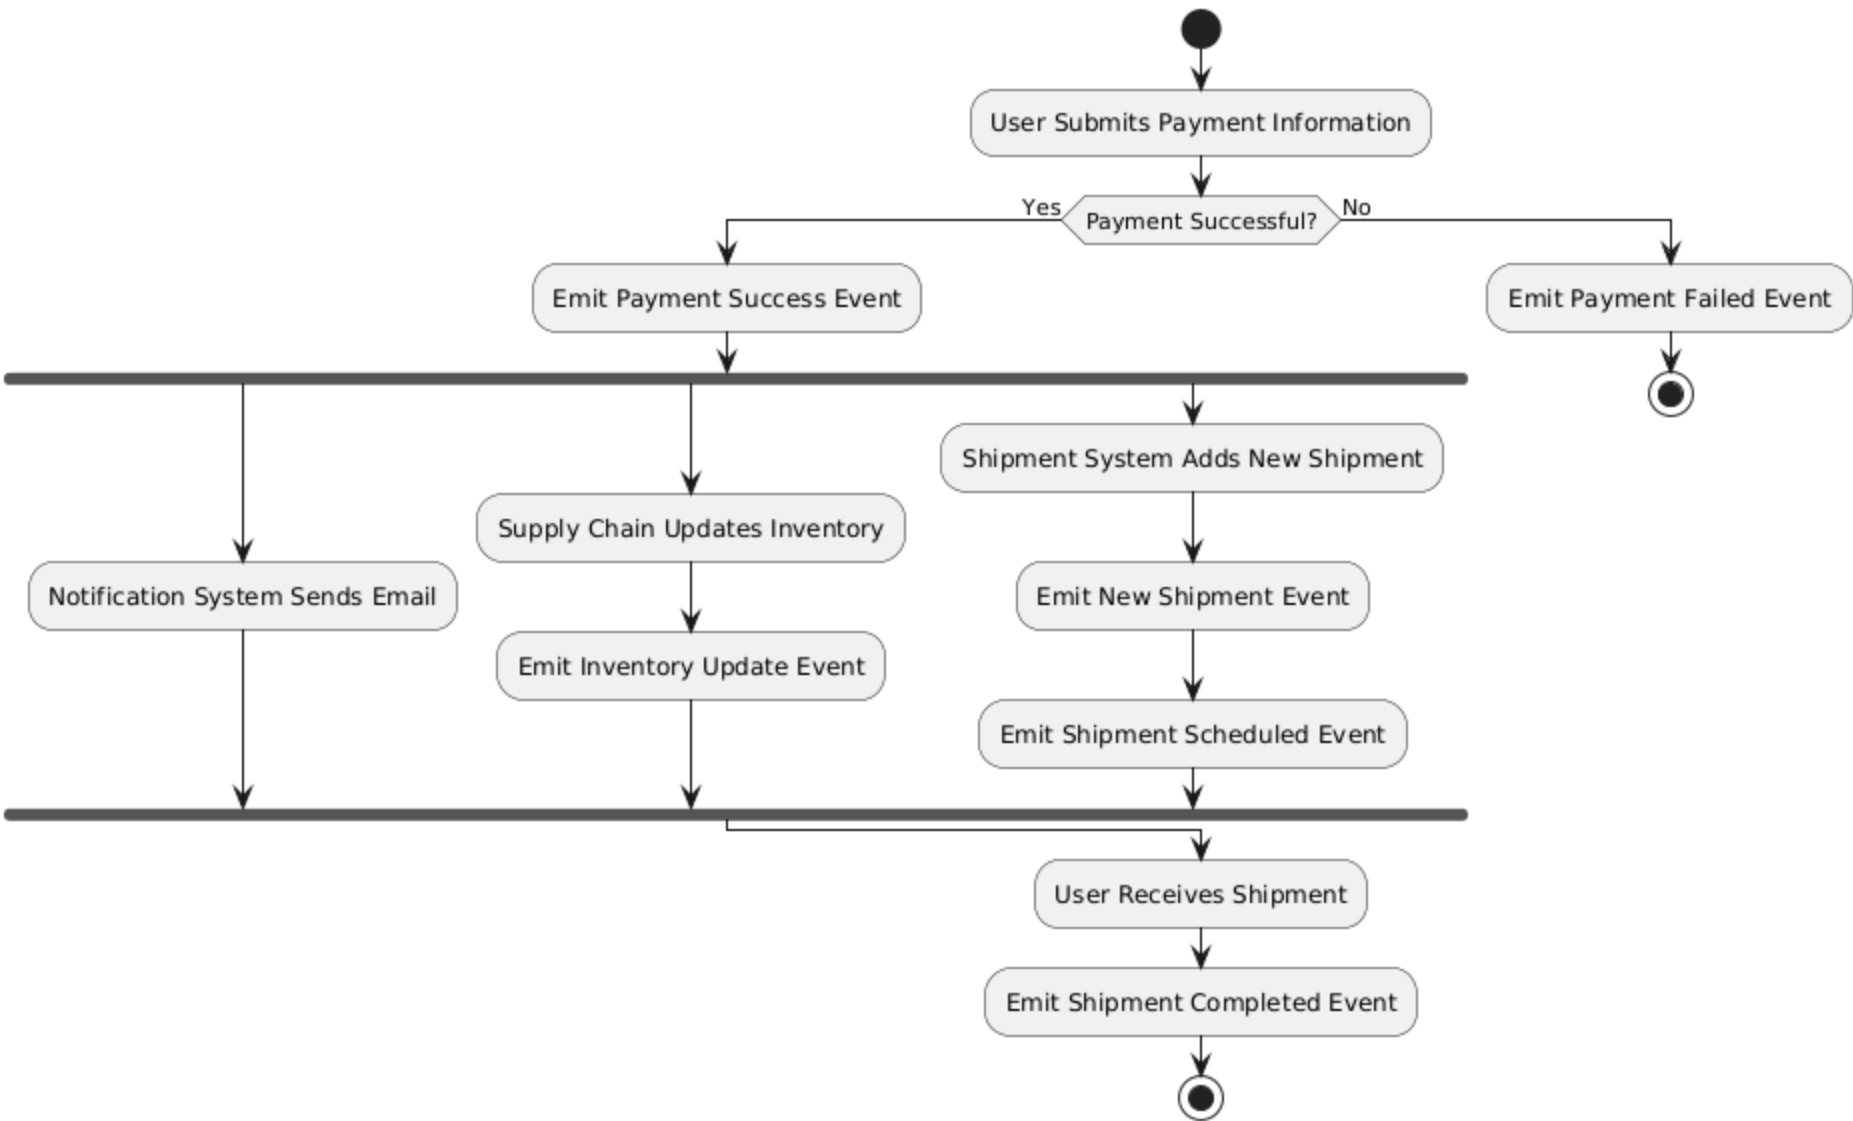 User Submits Payment Information
Yes
Payment Successful?
No
Emit Payment Success Event
Emit Payment Failed Event
Shipment System Adds New Shipment
Supply Chain Updates Inventory
Notification System Sends Email
Emit New Shipment Event
Emit Inventory Update Event
Emit Shipment Scheduled Event
User Receives Shipment
Emit Shipment Completed Event